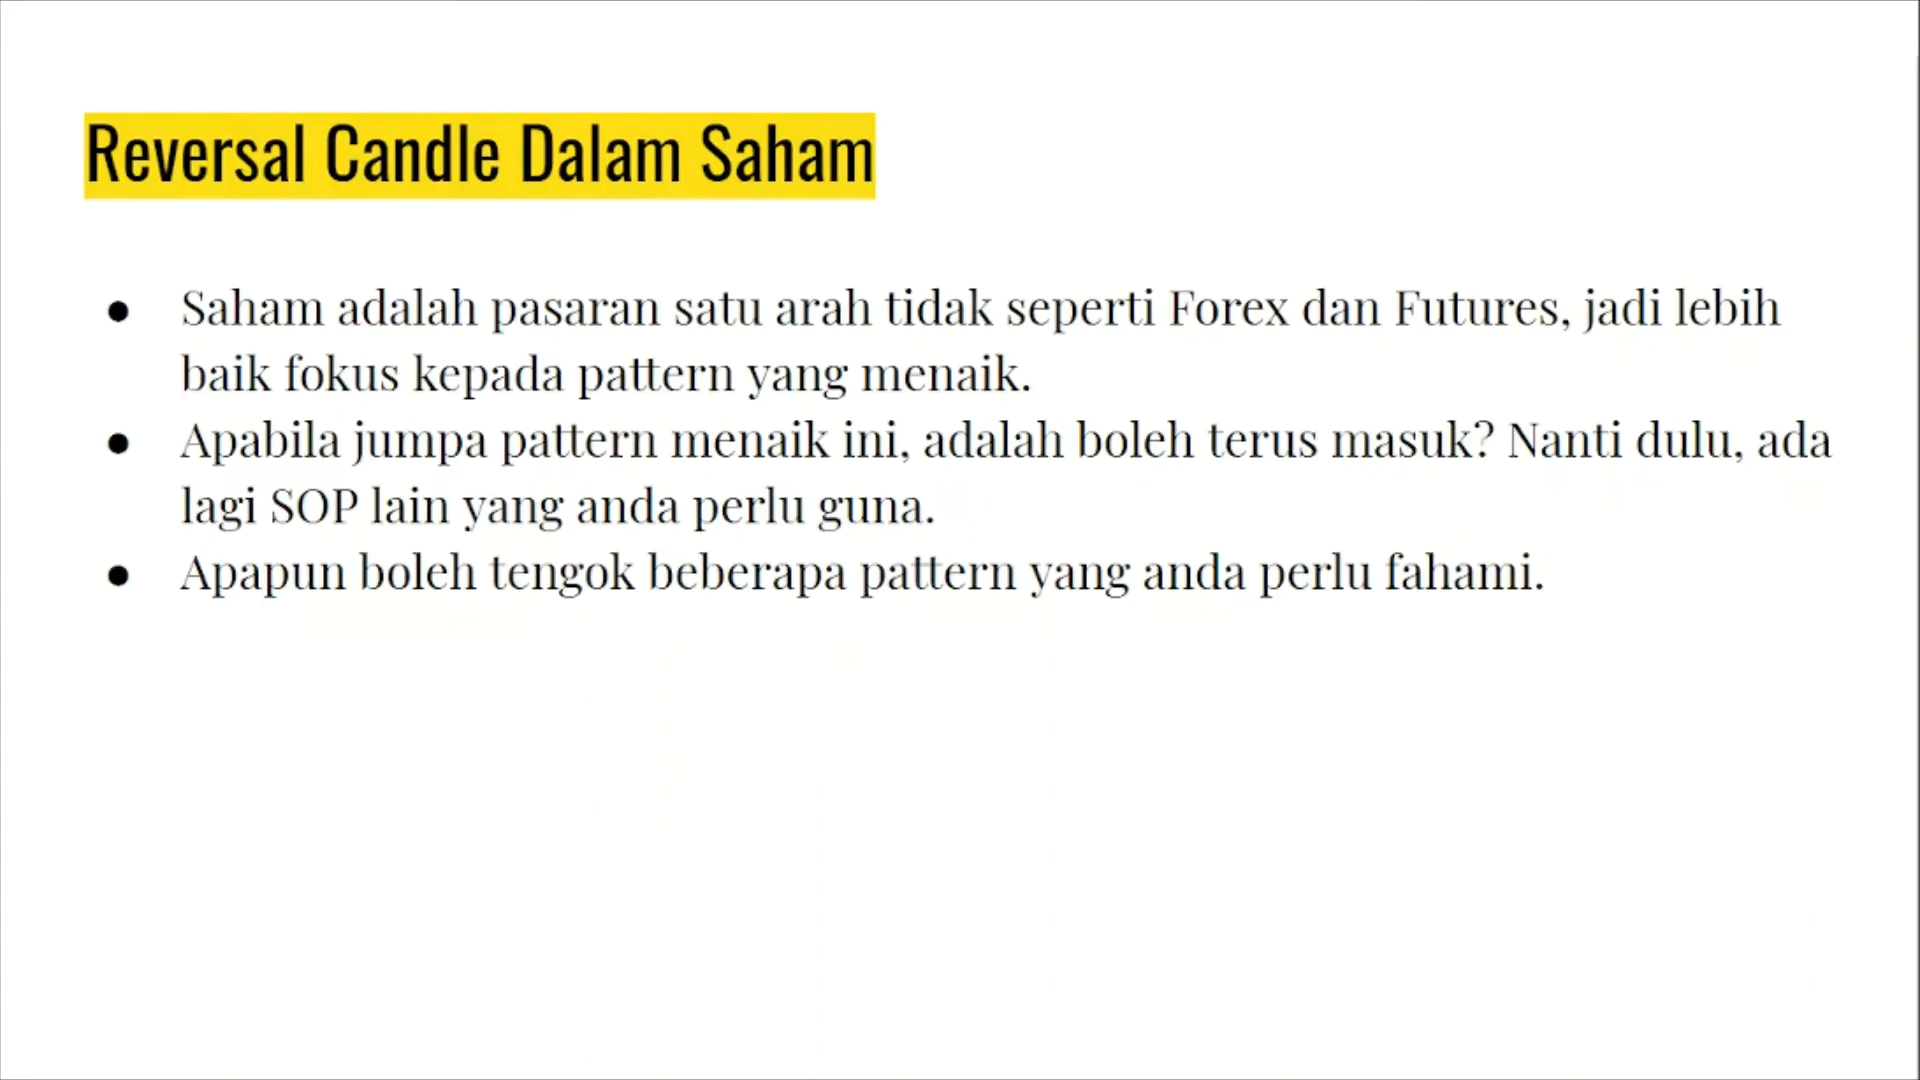 Reversal Candle Dalam Saham
● Saham adalah pasaran satu arah tidak seperti Forex dan Futures, jadi lebih
baik fokus kepada pattern yang menaik.
● Apabila jumpa pattern menaik ini, adalah boleh terus masuk? Nanti dulu, ada
lagi SOP lain yang anda perlu guna.
● Apapun boleh tengok beberapa pattern yang anda perlu fahami.